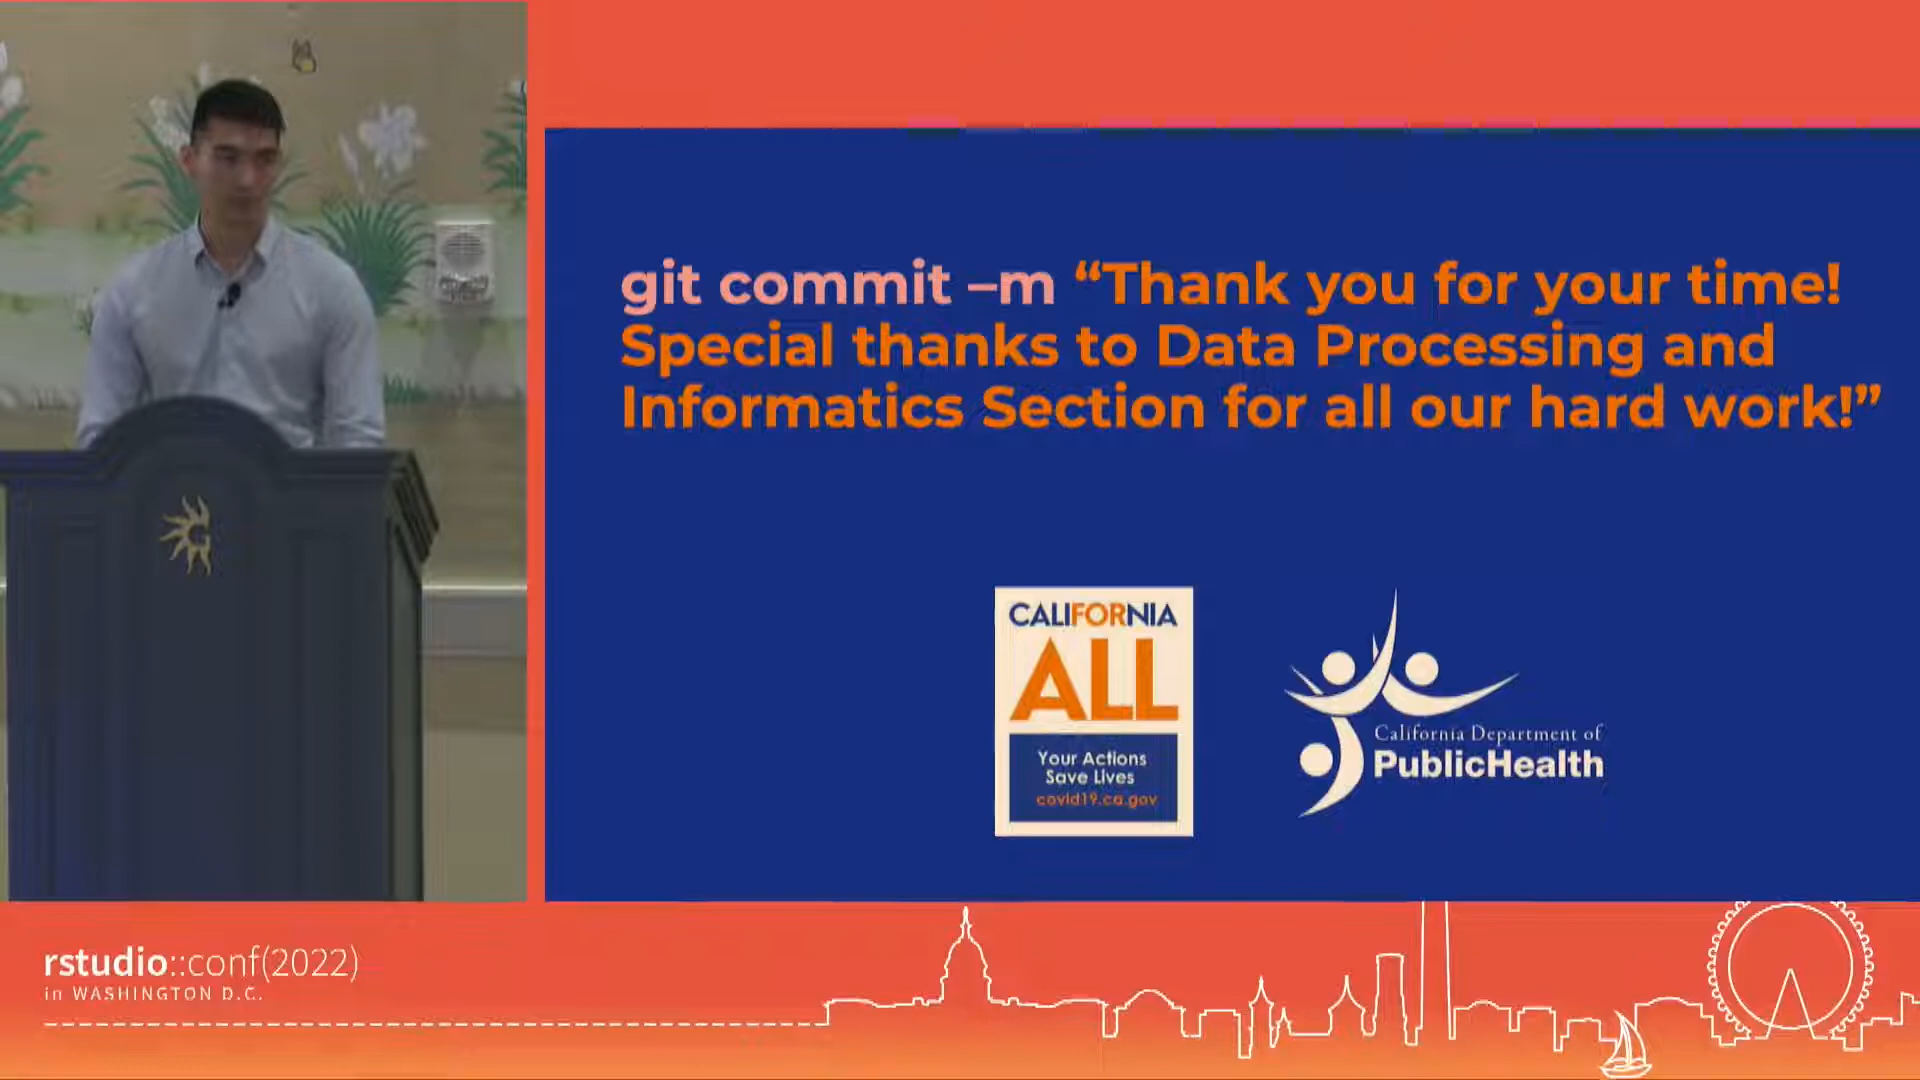 git commit –m “Thank you for your time!
Special thanks to Data Processing and
Informatics Section for all our hard work!”
CALIFORNIA
ALL
Your Actions
Save Lives
covid19.ca.gov
California Department of
PublicHealth
G
rstudio::conf(2022)
in WASHINGTON D.C.